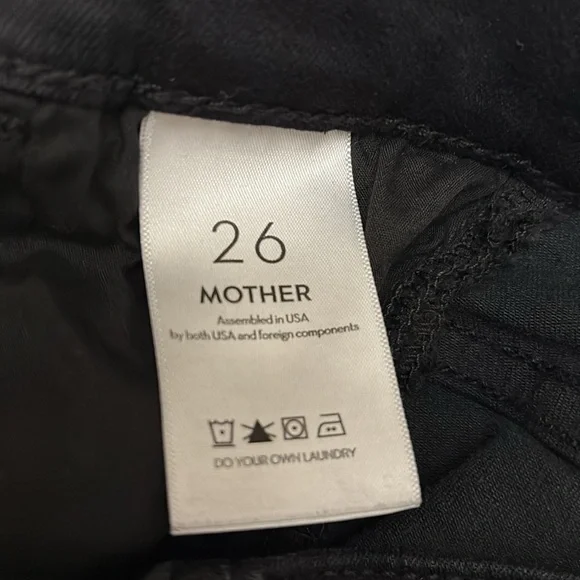 26
MOTHER
Assembled in USA
by both USA and foreign components
DO YOUR OWN LAUNDRY